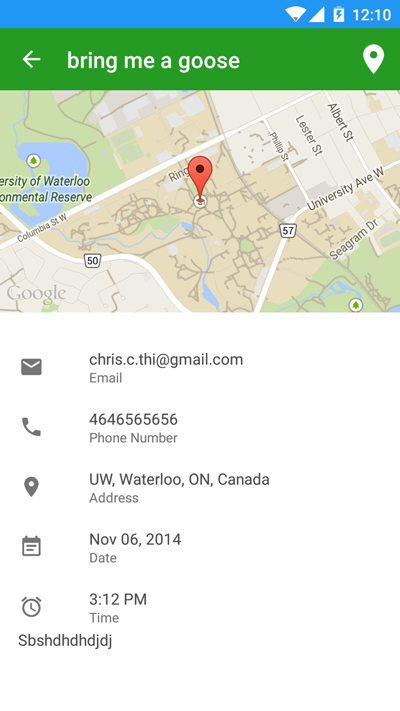 12:10
bring me a goose
Albert St
Lester St
Phillip St
Ring
ersity of Waterloo
onmental Reserve
University Ave W
Columbia St W
57
Seagram Dr
50
Google
chris.c.thi@gmail.com
Email
4646565656
Phone Number
UW, Waterloo, ON, Canada
Address
Nov 06, 2014
Date
3:12 PM
Time
Sbshdhdhdjdj